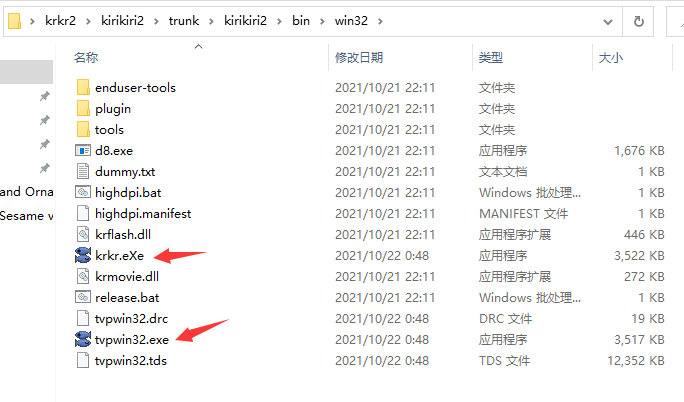 krkr2 › kirikiri2 › trunk › kirikiri2 › bin › win32 ›
名称 修改日期 类型 大小
enduser-tools 2021/10/21 22:11 文件夹
plugin 2021/10/21 22:11 文件夹
tools 2021/10/21 22:11 文件夹
d8.exe 2021/10/21 22:11 应用程序 1,676 KB
dummy.txt 2021/10/21 22:11 文本文档 1 KB
highdpi.bat 2021/10/21 22:11 Windows 批处理... 1 KB
and Orna
highdpi.manifest 2021/10/21 22:11 MANIFEST 文件 1 KB
Sesame v
krflash.dll 2021/10/21 22:11 应用程序扩展 446 KB
krkr.eXe 2021/10/22 0:48 应用程序 3,522 KB
krmovie.dll 2021/10/21 22:11 应用程序扩展 272 KB
release.bat 2021/10/21 22:11 Windows 批处理... 1 KB
tvpwin32.drc 2021/10/22 0:48 DRC 文件 19 KB
tvpwin32.exe 2021/10/22 0:48 应用程序 3,517 KB
tvpwin32.tds 2021/10/22 0:48 TDS 文件 12,352 KB